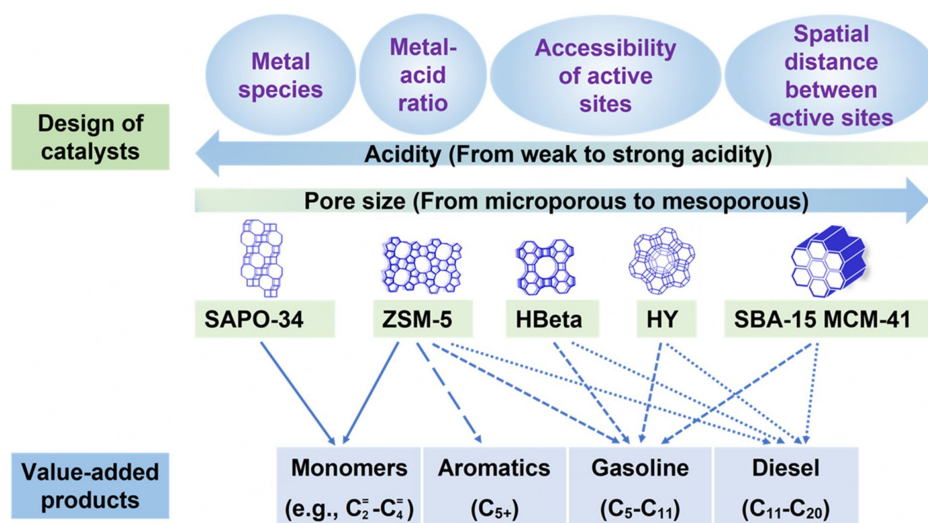 Metal
species
Metal-
acid
ratio
Accessibility
of active
sites
Spatial
distance
between
active sites
Design of
catalysts
Acidity (From weak to strong acidity)
Pore size (From microporous to mesoporous)
SAPO-34
ZSM-5
HBeta
HY
SBA-15 MCM-41
Value-added
products
Monomers
(e.g., C₂⁼-C₄⁼)
Aromatics
(C₅₊)
Gasoline
(C₅-C₁₁)
Diesel
(C₁₁-C₂₀)